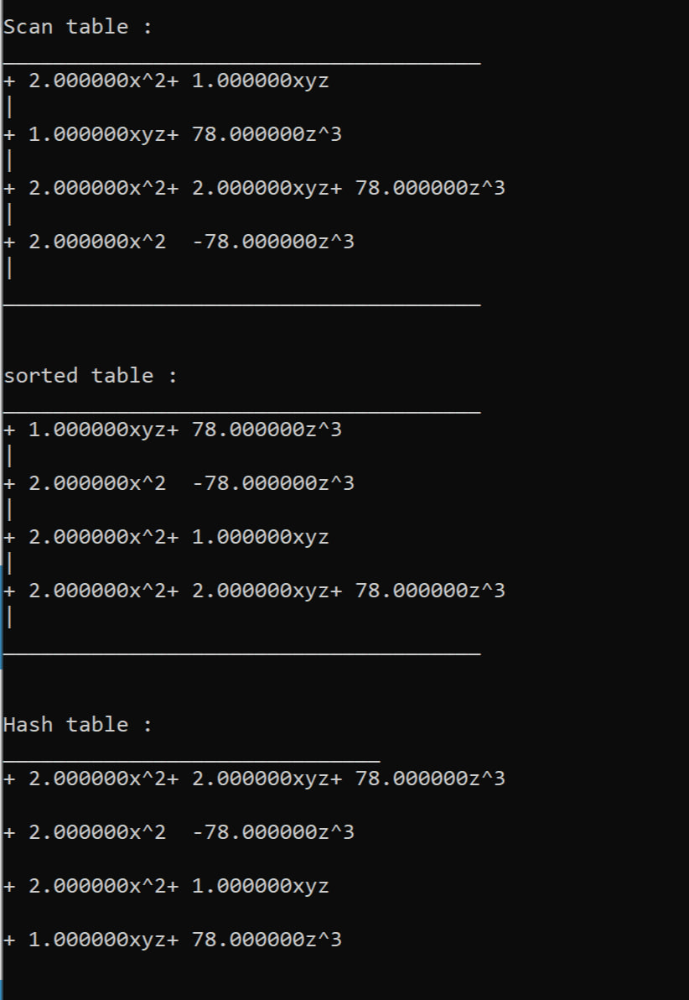 Scan table :
______________________________________
+ 2.000000x^2+ 1.000000xyz
|
+ 1.000000xyz+ 78.000000z^3
|
+ 2.000000x^2+ 2.000000xyz+ 78.000000z^3
|
+ 2.000000x^2  -78.000000z^3
|
______________________________________
sorted table :
______________________________________
+ 1.000000xyz+ 78.000000z^3
|
+ 2.000000x^2  -78.000000z^3
|
+ 2.000000x^2+ 1.000000xyz
|
+ 2.000000x^2+ 2.000000xyz+ 78.000000z^3
|
______________________________________
Hash table :
______________________________
+ 2.000000x^2+ 2.000000xyz+ 78.000000z^3
+ 2.000000x^2  -78.000000z^3
+ 2.000000x^2+ 1.000000xyz
+ 1.000000xyz+ 78.000000z^3